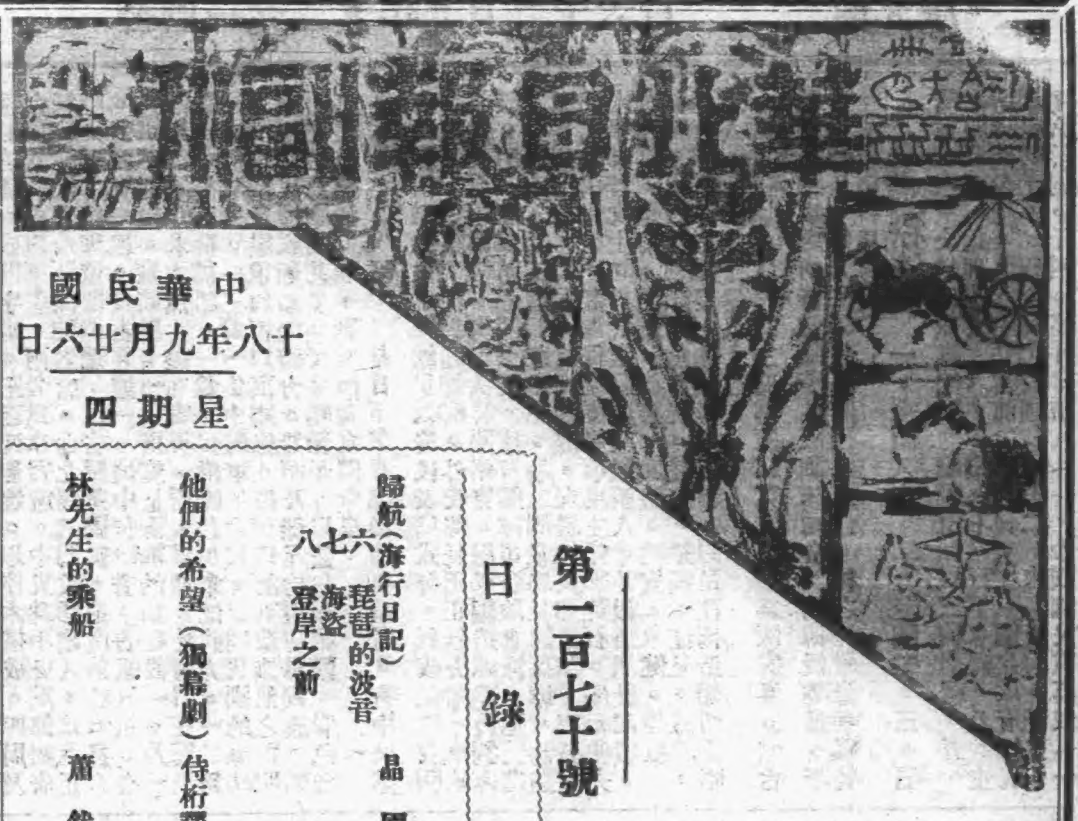 華北日報副刊
中華民國
十八年九月廿六日
星期四
第一百七十號
目錄
歸航(海行日記) 晶
六 琵琶的波音
七 海盜
八 登岸之前
他們的希望(獨幕劇) 侍桁
林先生的乘船 蕭